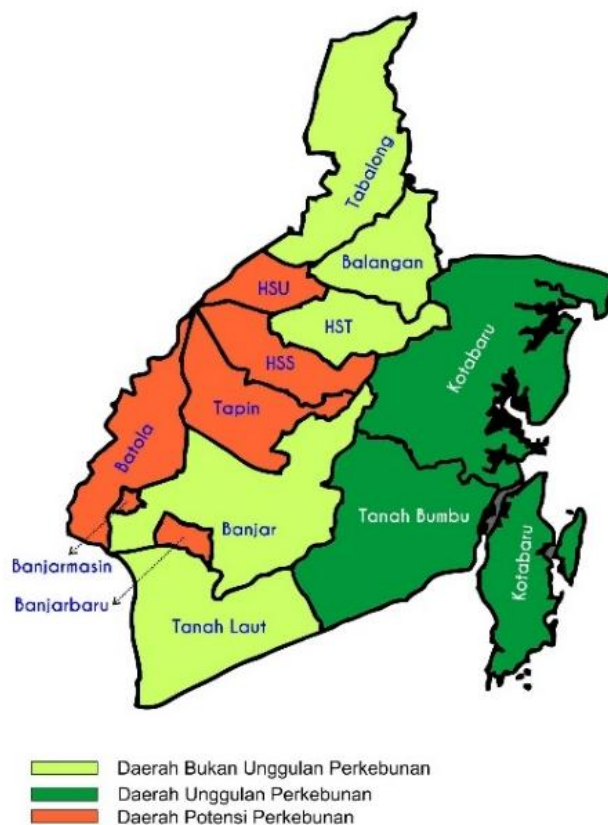 Tabalong
Balangan
HSU
HST
Kotabaru
HSS
Tapin
Batola
Tanah Bumbu
Banjar
Banjarmasin
Kotabaru
Banjarbaru
Tanah Laut
Daerah Bukan Unggulan Perkebunan
Daerah Unggulan Perkebunan
Daerah Potensi Perkebunan